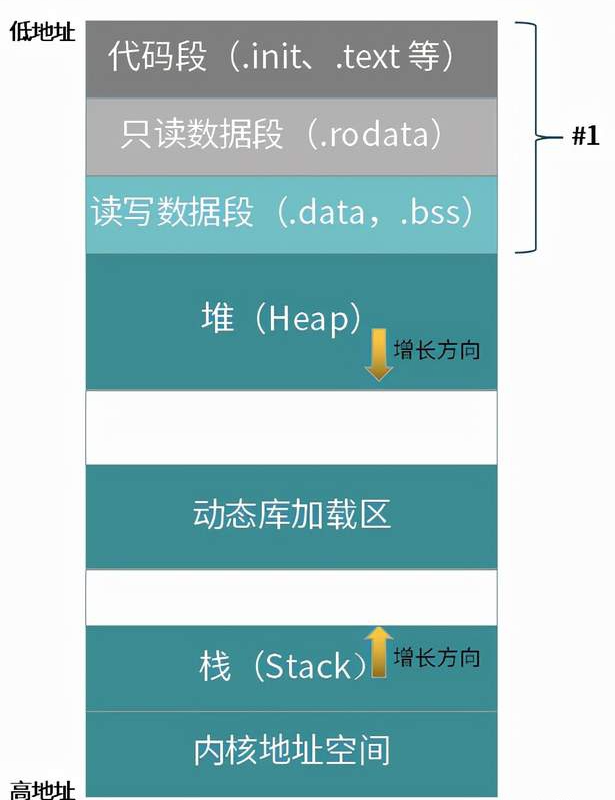 低地址
代码段（.init、.text 等）
#1
只读数据段（.rodata）
读写数据段（.data，.bss）
堆（Heap）
增长方向
动态库加载区
栈（Stack）
增长方向
内核地址空间
高地址